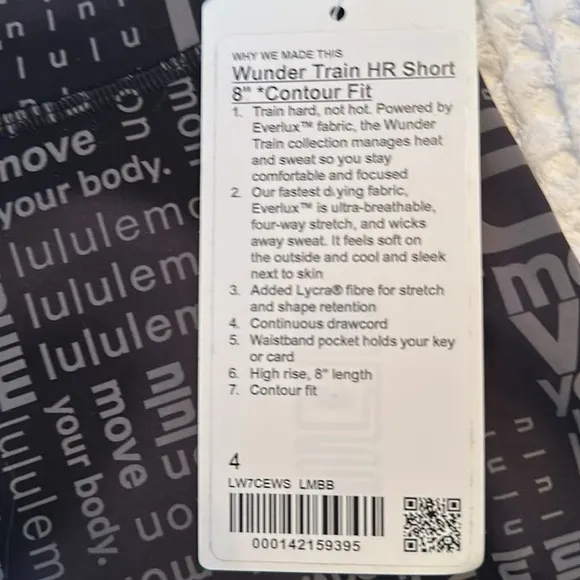 WHY WE MADE THIS
Wunder Train HR Short
8" *Contour Fit
1. Train hard, not hot. Powered by
Everlux™ fabric, the Wunder
Train collection manages heat
and sweat so you stay
comfortable and focused
2. Our fastest drying fabric,
Everlux™ is ultra-breathable,
four-way stretch, and wicks
away sweat. It feels soft on
the outside and cool and sleek
next to skin
3. Added Lycra® fibre for stretch
and shape retention
4. Continuous drawcord
5. Waistband pocket holds your key
or card
6. High rise, 8" length
7. Contour fit
4
LW7CEWS LMBB
000142159395
move
your body.
lululem
lululem
lululem
move
your body.
lululem